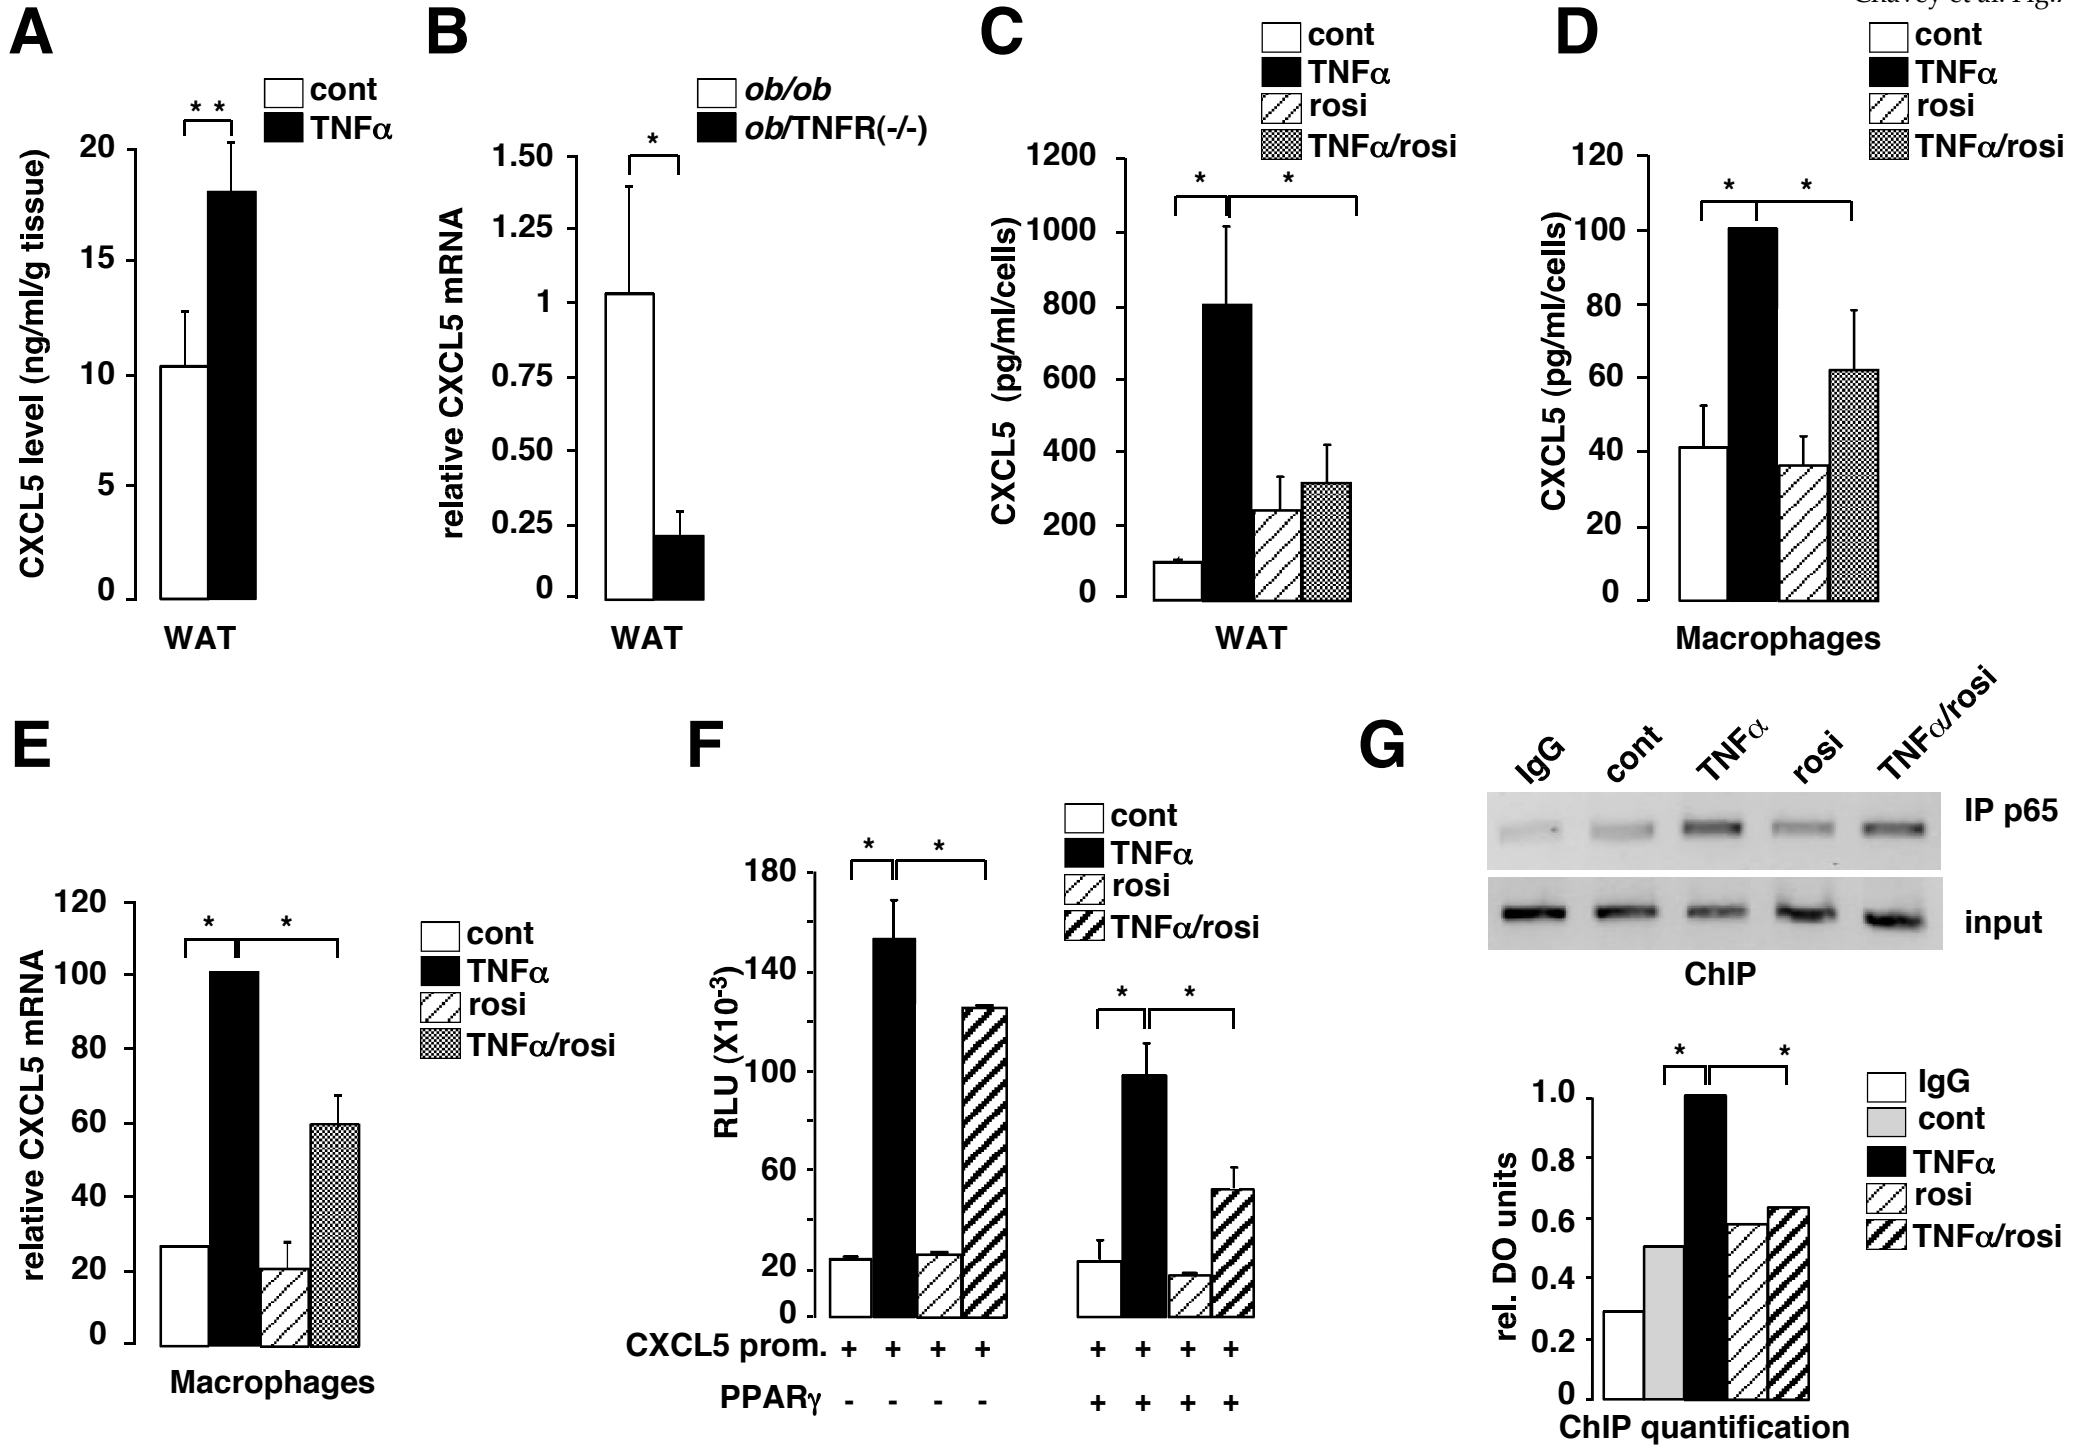 Chavey et al. Fig.7
A
cont
TNFα
* *
20
15
10
5
0
CXCL5 level (ng/ml/g tissue)
WAT
B
ob/ob
ob/TNFR(-/-)
*
1.50
1.25
1
0.75
0.50
0.25
0
relative CXCL5 mRNA
WAT
C
cont
TNFα
rosi
TNFα/rosi
* *
1200
1000
800
600
400
200
0
CXCL5 (pg/ml/cells)
WAT
D
cont
TNFα
rosi
TNFα/rosi
* *
120
100
80
60
40
20
0
CXCL5 (pg/ml/cells)
Macrophages
E
cont
TNFα
rosi
TNFα/rosi
* *
120
100
80
60
40
20
0
relative CXCL5 mRNA
Macrophages
F
cont
TNFα
rosi
TNFα/rosi
* *
* *
180
140
100
60
20
0
RLU (X10-3)
CXCL5 prom. + + + + + + + +
PPARγ - - - - + + + +
G
IgG cont TNFα rosi TNFα/rosi
IP p65
input
ChIP
* *
1.0
0.8
0.6
0.4
0.2
0
rel. DO units
IgG
cont
TNFα
rosi
TNFα/rosi
ChIP quantification